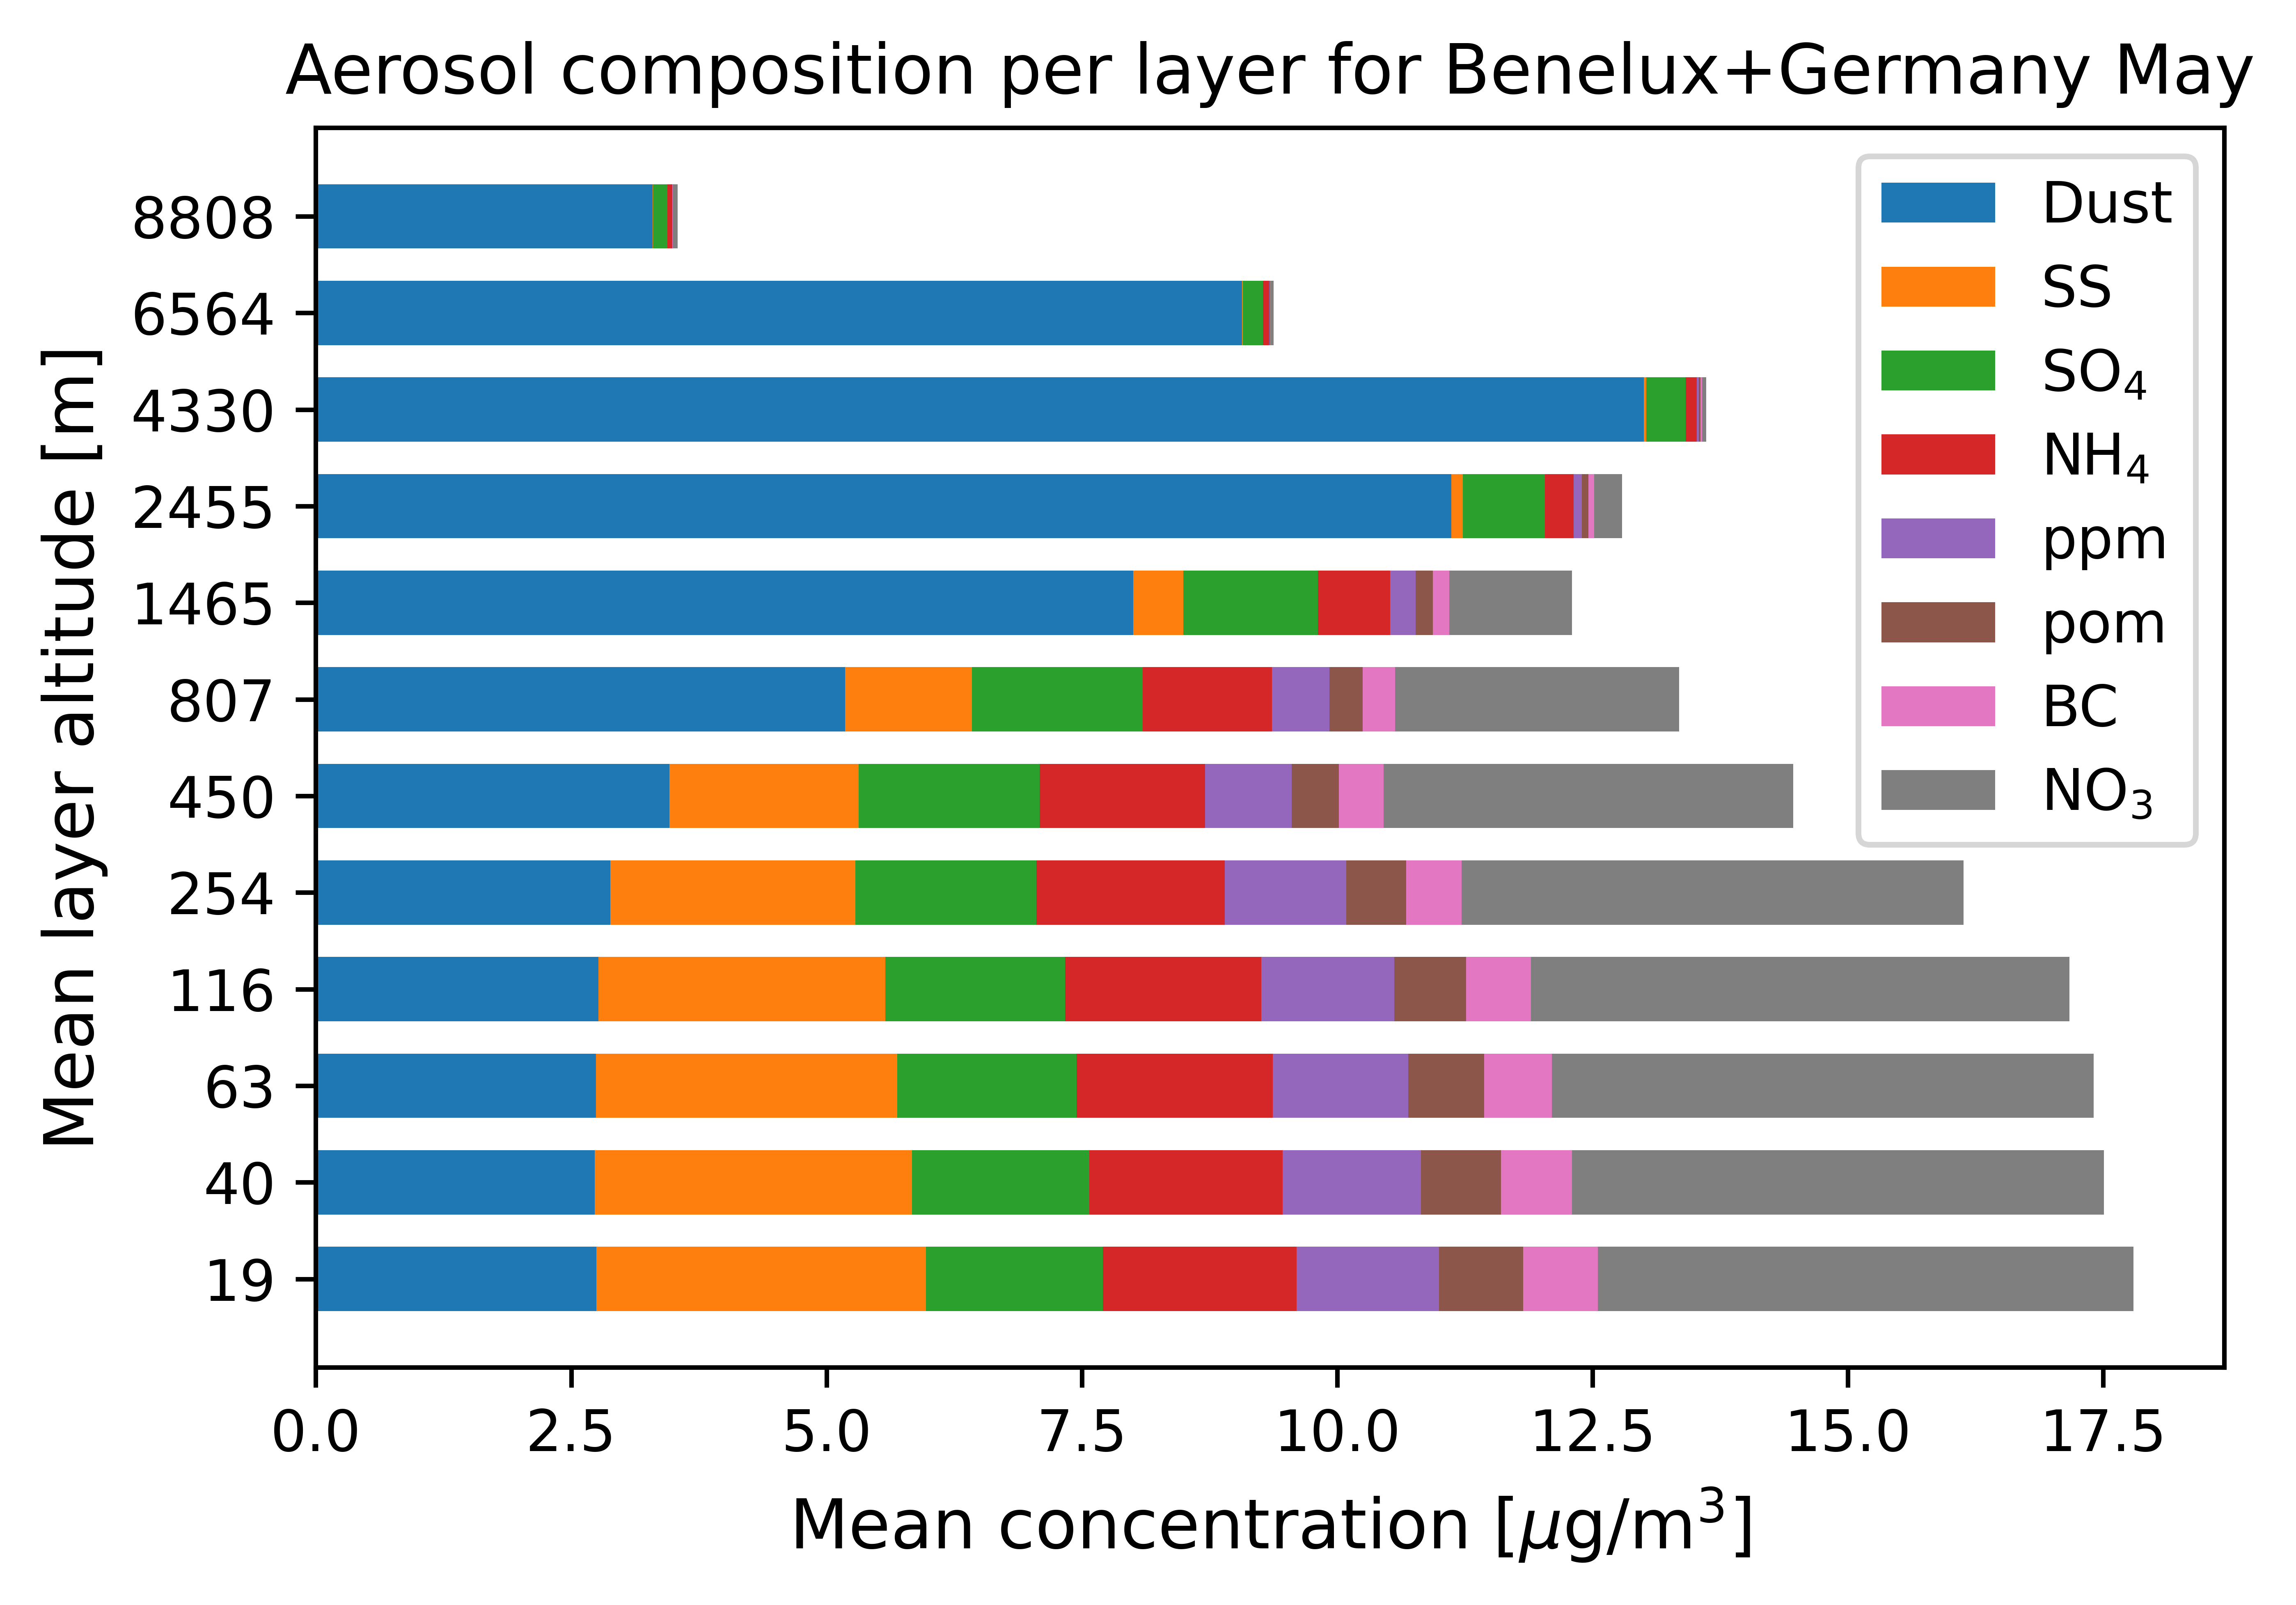 Aerosol composition per layer for Benelux+Germany May
Mean layer altitude [m]
8808
6564
4330
2455
1465
807
450
254
116
63
40
19
Dust
SS
SO₄
NH₄
ppm
pom
BC
NO₃
0.0 2.5 5.0 7.5 10.0 12.5 15.0 17.5
Mean concentration [μg/m³]